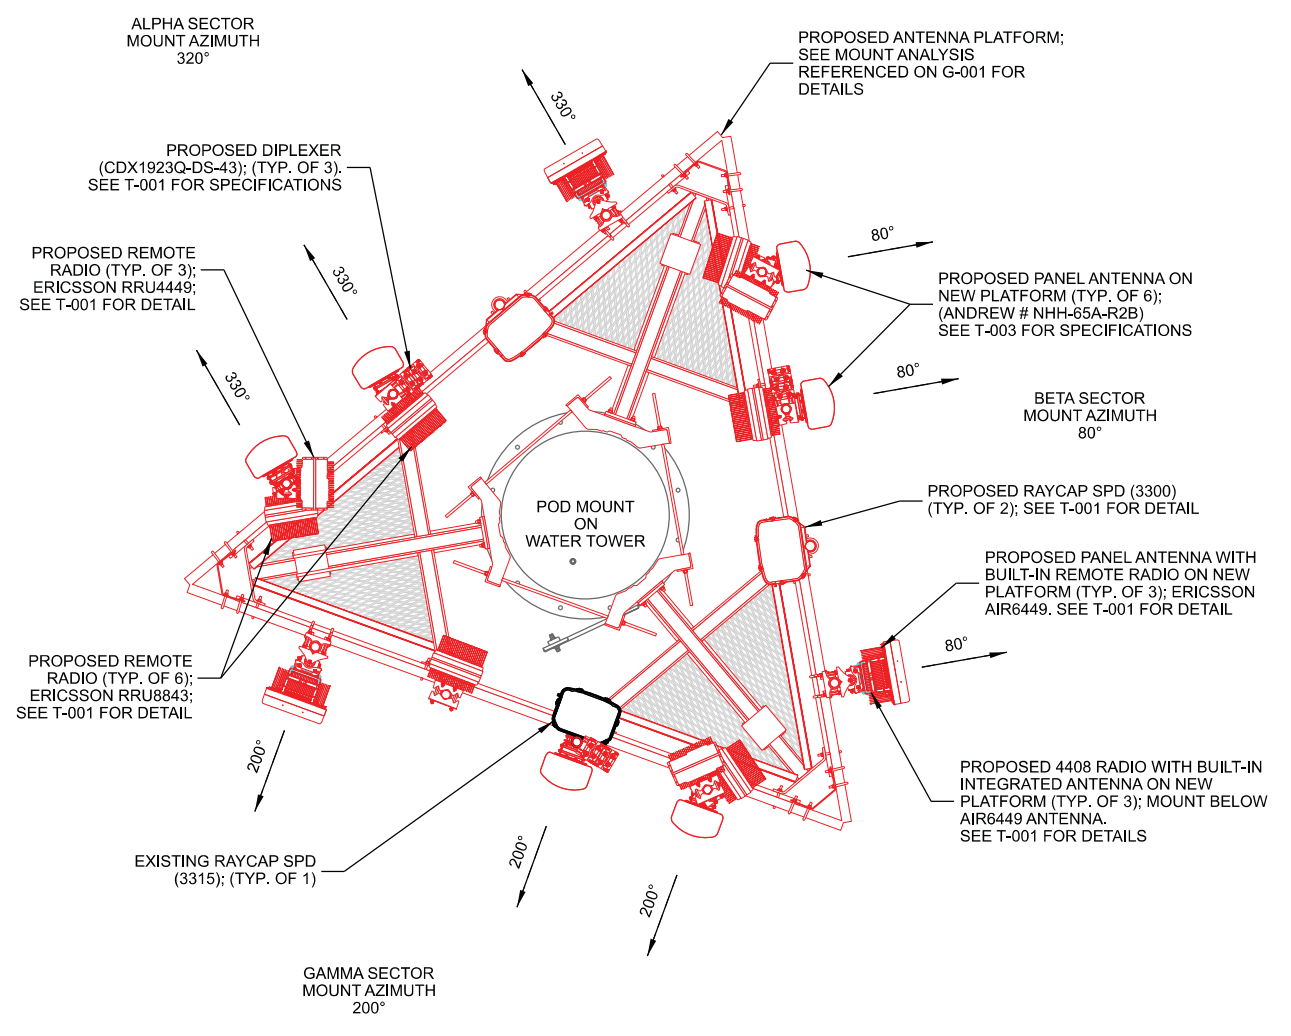 ALPHA SECTOR
MOUNT AZIMUTH
320°
PROPOSED ANTENNA PLATFORM;
SEE MOUNT ANALYSIS
REFERENCED ON G-001 FOR
DETAILS
330°
PROPOSED DIPLEXER
(CDX1923Q-DS-43); (TYP. OF 3).
SEE T-001 FOR SPECIFICATIONS
PROPOSED REMOTE
RADIO (TYP. OF 3);
ERICSSON RRU4449;
SEE T-001 FOR DETAIL
330°
330°
80°
PROPOSED PANEL ANTENNA ON
NEW PLATFORM (TYP. OF 6);
(ANDREW # NHH-65A-R2B)
SEE T-003 FOR SPECIFICATIONS
80°
BETA SECTOR
MOUNT AZIMUTH
80°
POD MOUNT
ON
WATER TOWER
PROPOSED RAYCAP SPD (3300)
(TYP. OF 2); SEE T-001 FOR DETAIL
PROPOSED PANEL ANTENNA WITH
BUILT-IN REMOTE RADIO ON NEW
PLATFORM (TYP. OF 3); ERICSSON
AIR6449. SEE T-001 FOR DETAIL
80°
PROPOSED REMOTE
RADIO (TYP. OF 6);
ERICSSON RRU8843;
SEE T-001 FOR DETAIL
200°
PROPOSED 4408 RADIO WITH BUILT-IN
INTEGRATED ANTENNA ON NEW
PLATFORM (TYP. OF 3); MOUNT BELOW
AIR6449 ANTENNA.
SEE T-001 FOR DETAILS
EXISTING RAYCAP SPD
(3315); (TYP. OF 1)
200°
200°
GAMMA SECTOR
MOUNT AZIMUTH
200°